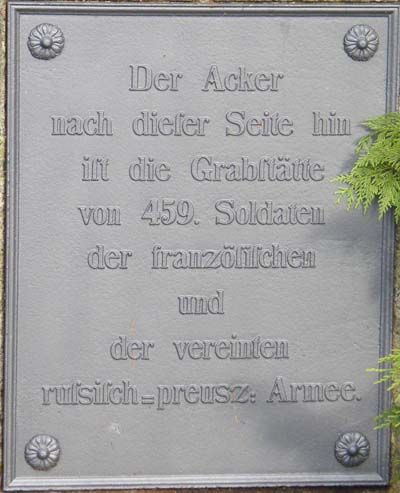 Der Acker
nach dieſer Seite hin
iſt die Grabſtätte
von 459. Soldaten
der franzöſiſchen
und
der vereinten
ruſsiſch=preusz: Armee.